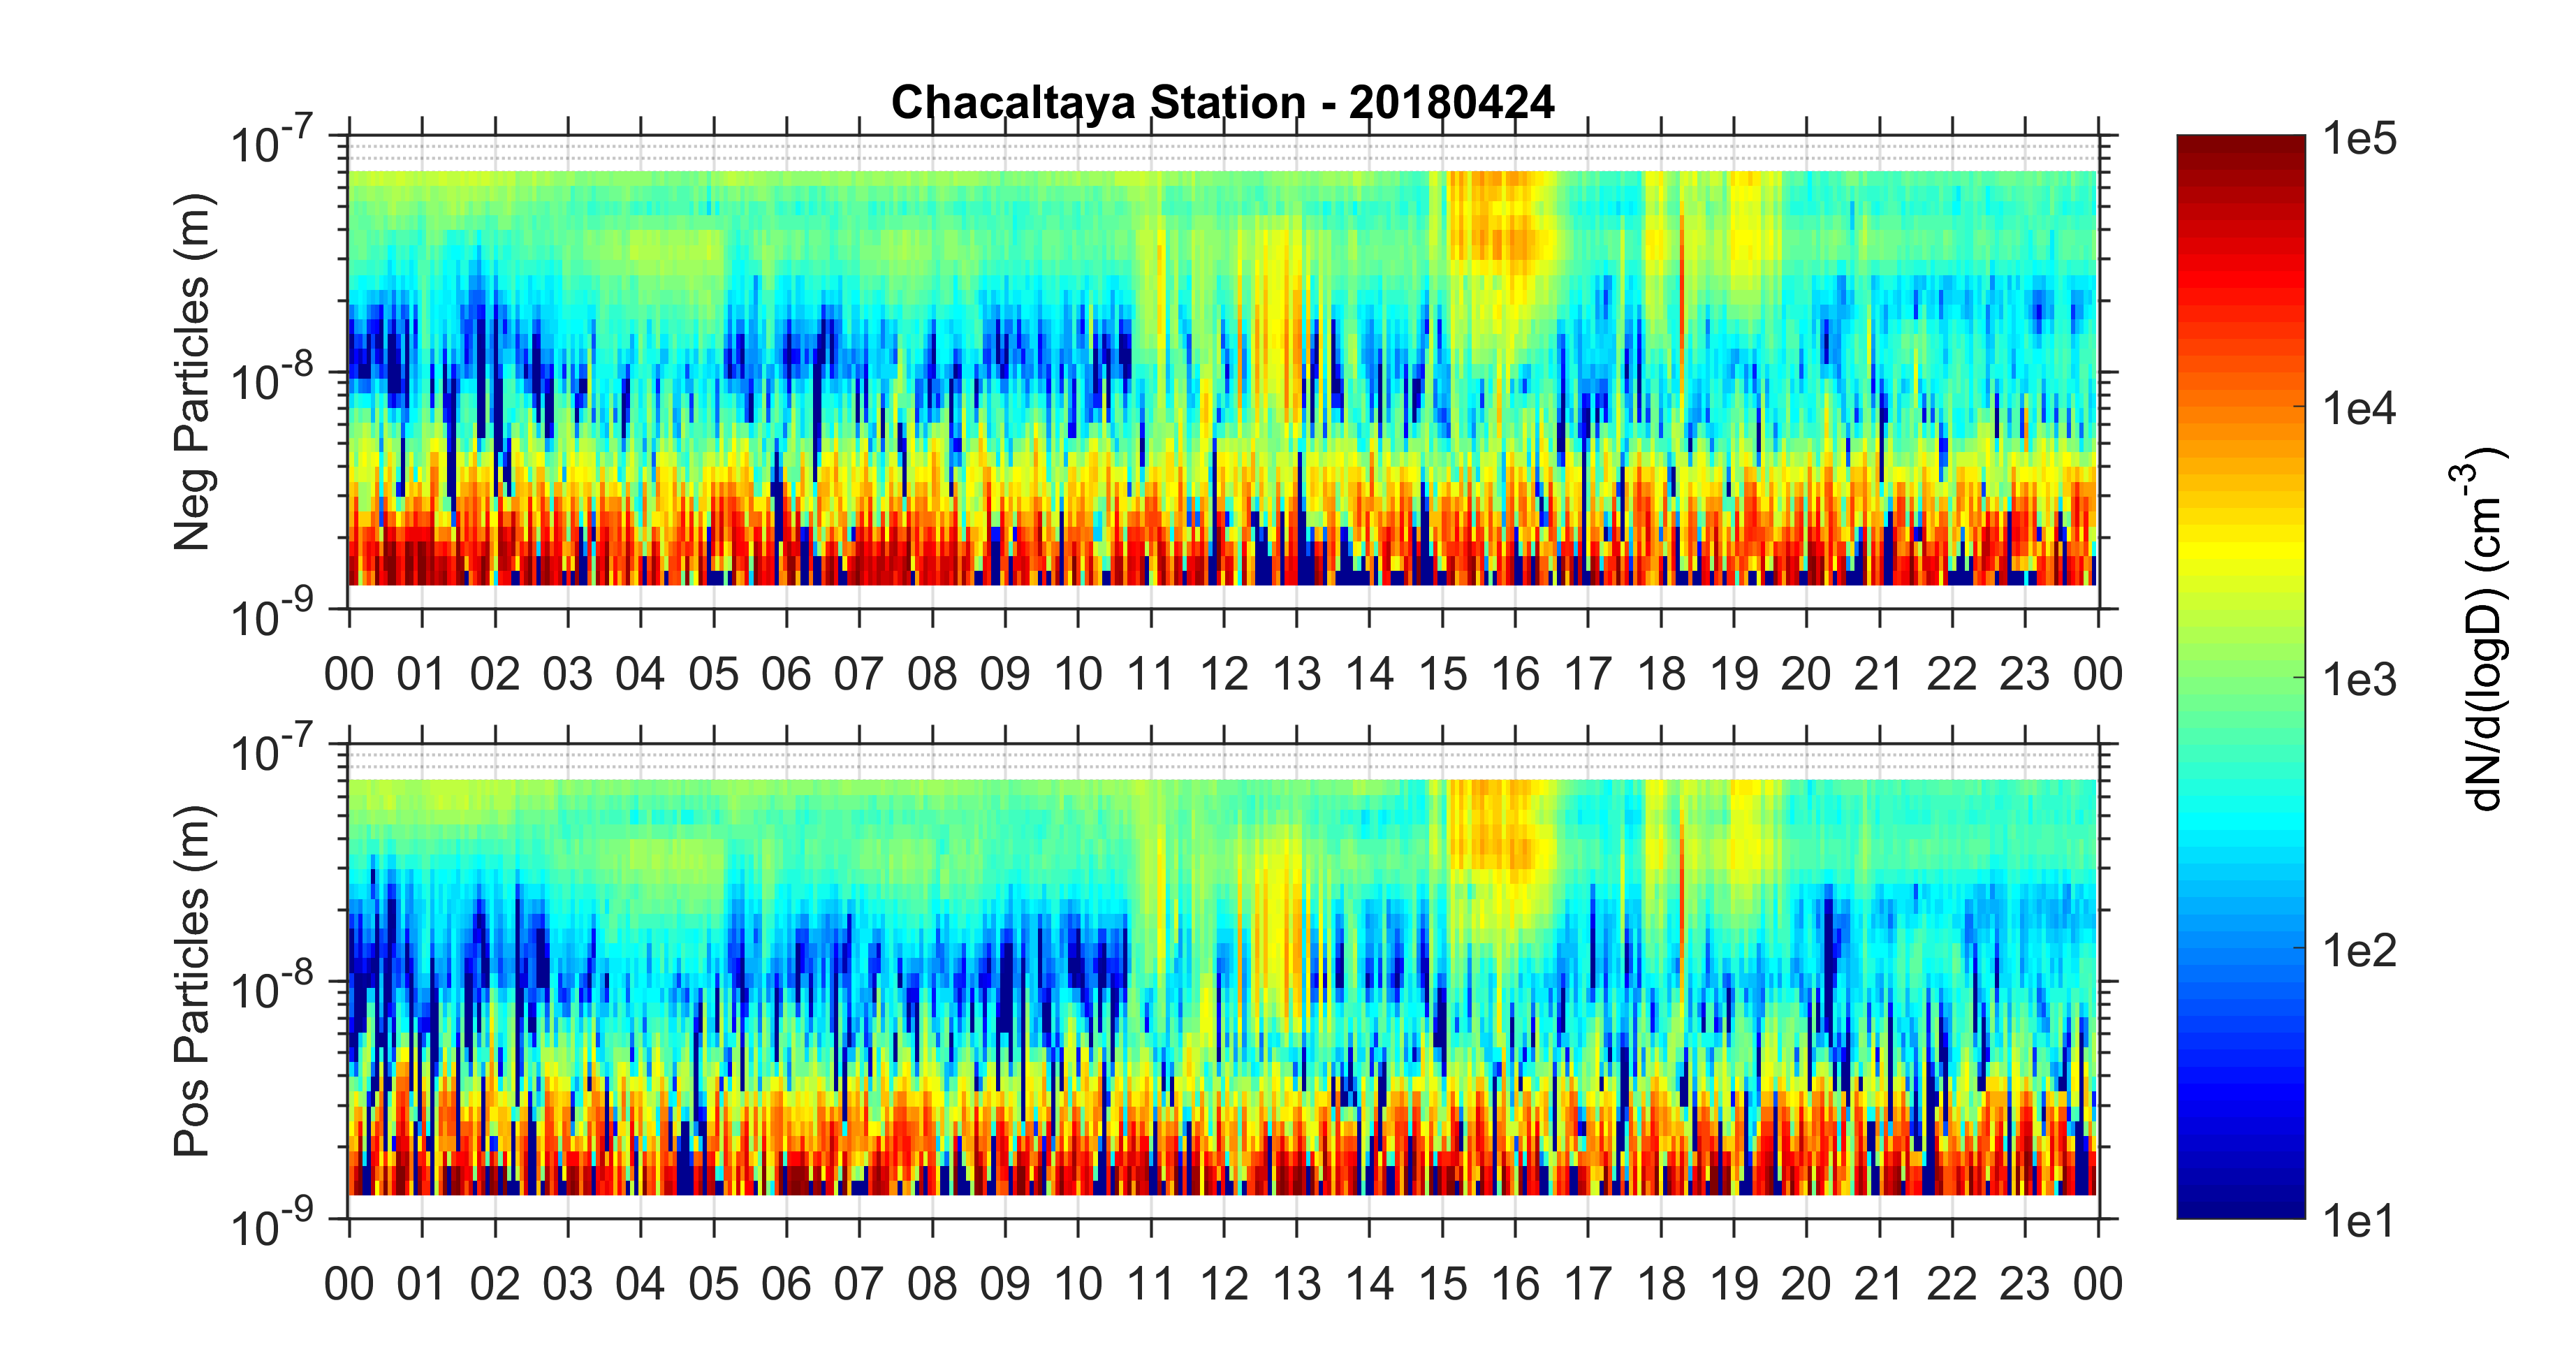 Chacaltaya Station - 20180424
Neg Particles (m)
10-7
10-8
10-9
00 01 02 03 04 05 06 07 08 09 10 11 12 13 14 15 16 17 18 19 20 21 22 23 00
Pos Particles (m)
10-7
10-8
10-9
00 01 02 03 04 05 06 07 08 09 10 11 12 13 14 15 16 17 18 19 20 21 22 23 00
1e5
1e4
1e3
1e2
1e1
dN/d(logD) (cm-3)